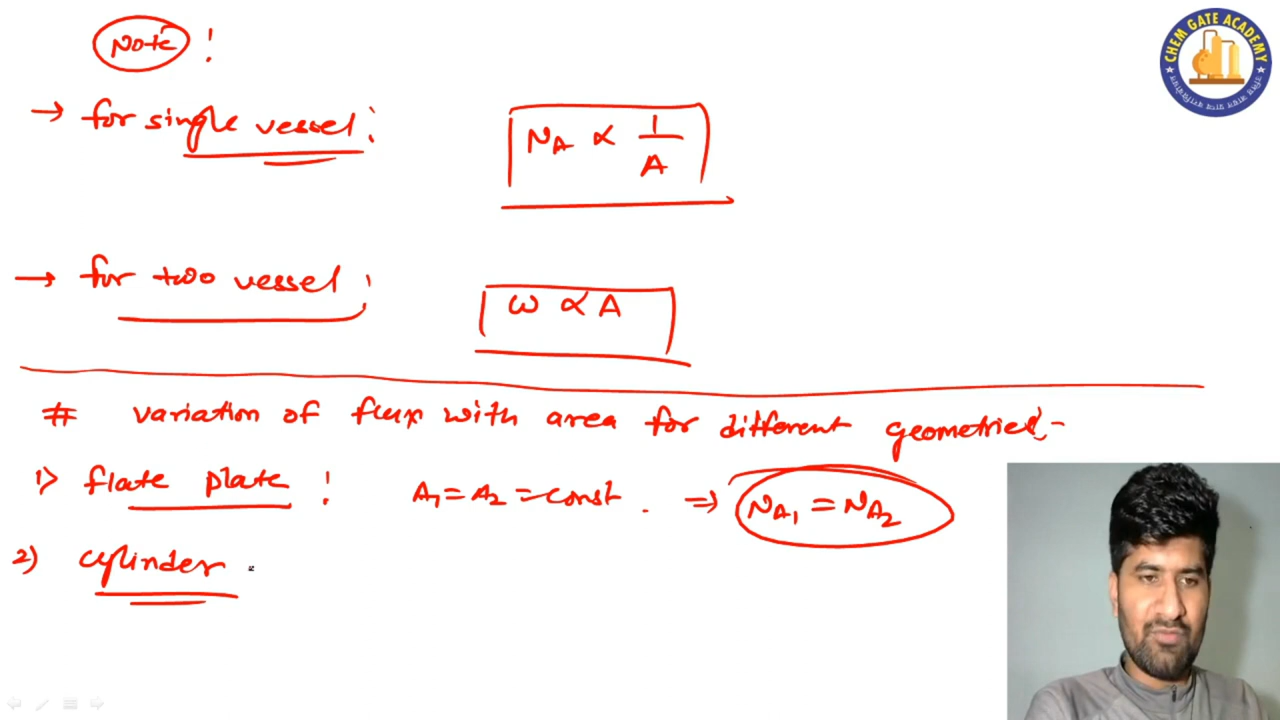 Note !
CHEM GATE ACADEMY
→ for single vessel :
N_A ∝ 1/A
→ for two vessel :
ω ∝ A
# variation of flux with area for different geometries :-
1) flate plate : A₁ = A₂ = const . ⇒ N_A₁ = N_A₂
2) cylinder